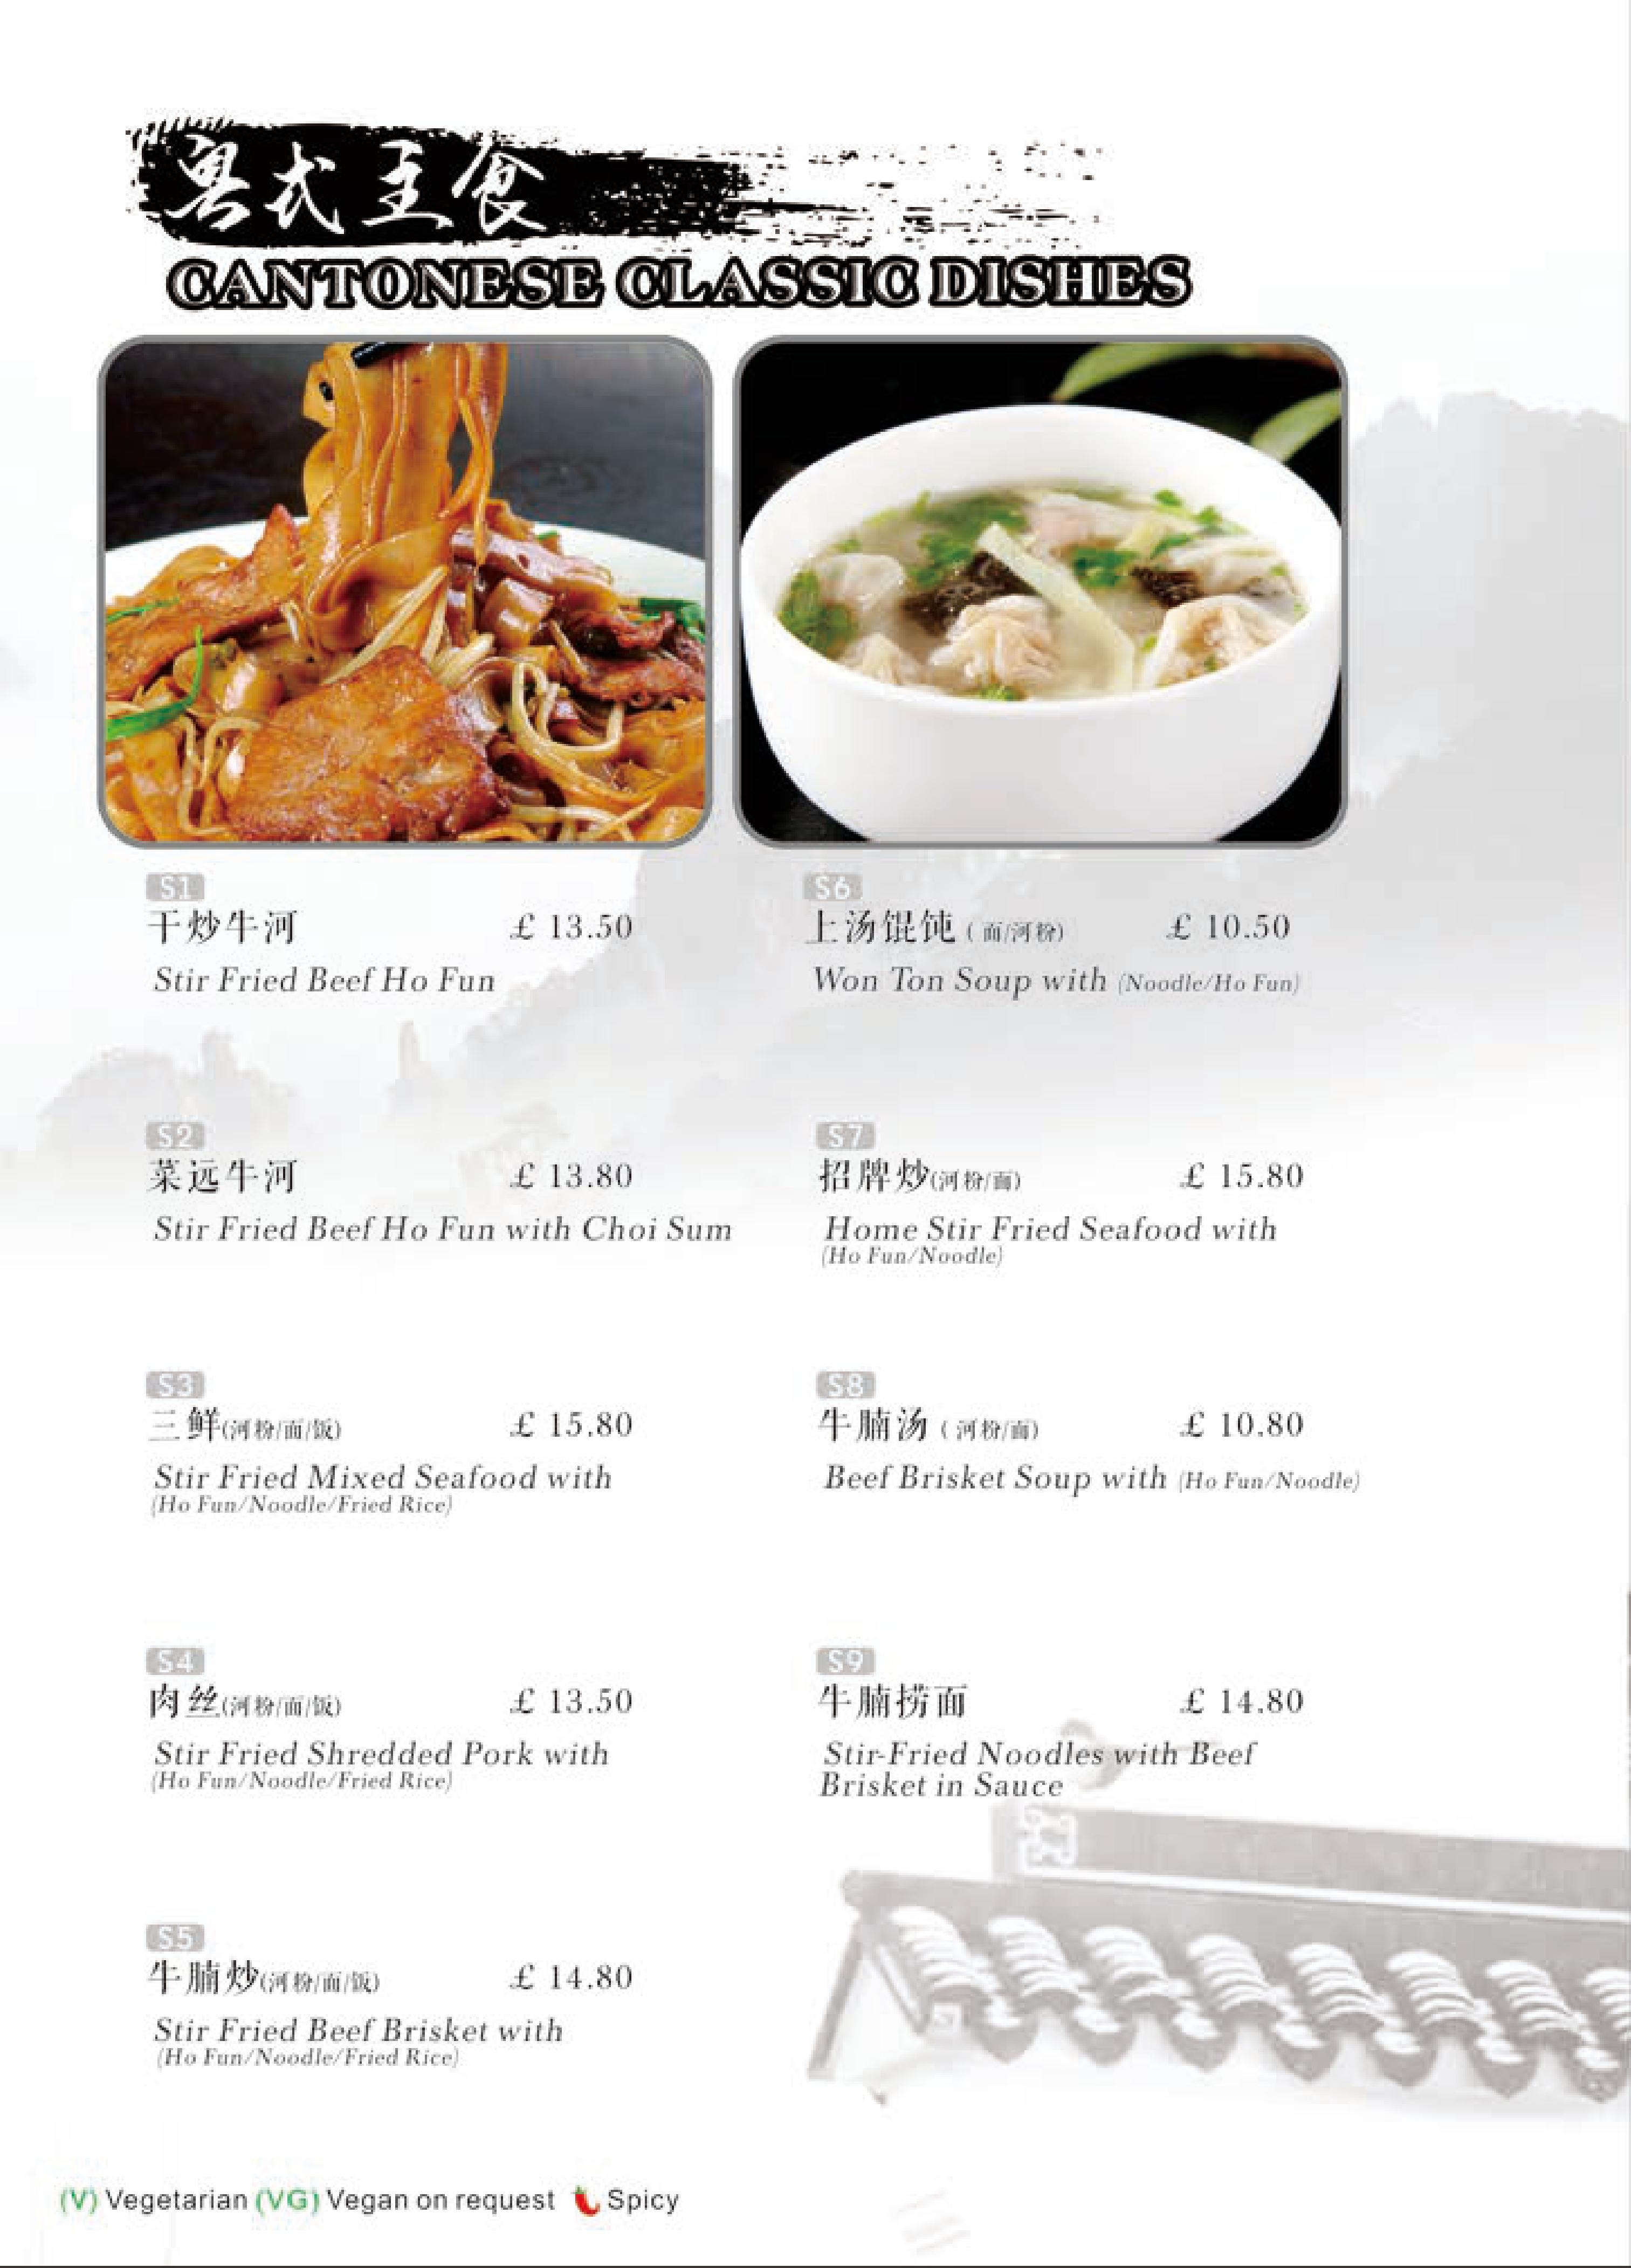 粤式主食
CANTONESE CLASSIC DISHES
S1
干炒牛河 £ 13.50
Stir Fried Beef Ho Fun
S2
菜远牛河 £ 13.80
Stir Fried Beef Ho Fun with Choi Sum
S3
三鲜(河粉/面/饭) £ 15.80
Stir Fried Mixed Seafood with
(Ho Fun/Noodle/Fried Rice)
S4
肉丝(河粉/面/饭) £ 13.50
Stir Fried Shredded Pork with
(Ho Fun/Noodle/Fried Rice)
S5
牛腩炒(河粉/面/饭) £ 14.80
Stir Fried Beef Brisket with
(Ho Fun/Noodle/Fried Rice)
S6
上汤馄饨 ( 面/河粉) £ 10.50
Won Ton Soup with (Noodle/Ho Fun)
S7
招牌炒(河粉/面) £ 15.80
Home Stir Fried Seafood with
(Ho Fun/Noodle)
S8
牛腩汤 ( 河粉/面) £ 10.80
Beef Brisket Soup with (Ho Fun/Noodle)
S9
牛腩捞面 £ 14.80
Stir-Fried Noodles with Beef
Brisket in Sauce
(V) Vegetarian (VG) Vegan on request Spicy